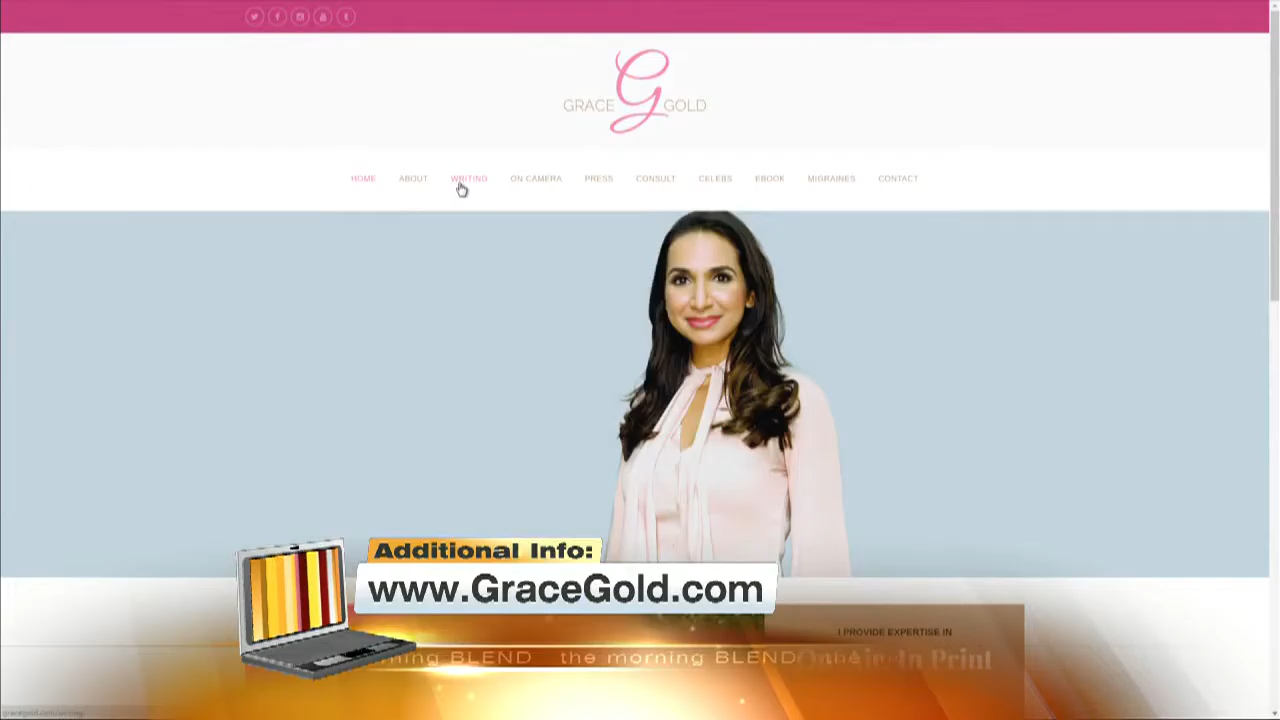 GRACE G GOLD
HOME ABOUT WRITING ON CAMERA PRESS CONSULT CELEBS EBOOK MIGRAINES CONTACT
Additional Info:
www.GraceGold.com
I PROVIDE EXPERTISE IN
ning BLEND the morning BLEND the
In Print